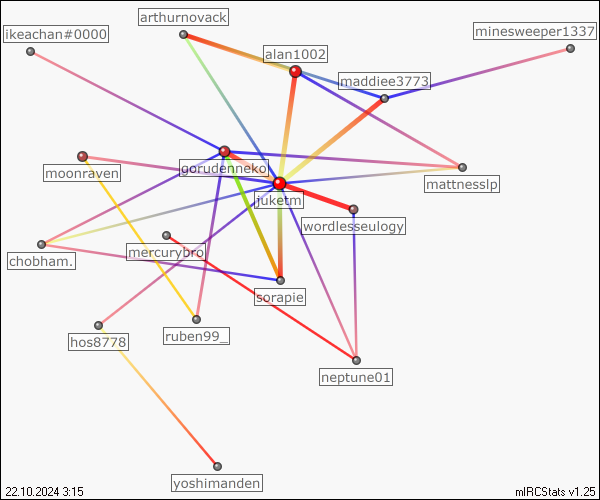 arthurnovack
ikeachan#0000
minesweeper1337
alan1002
maddiee3773
gorudenneko
moonraven
mattnesslp
juketm
wordlesseulogy
mercurybro
chobham.
sorapie
ruben99_
hos8778
neptune01
yoshimanden
22.10.2024 3:15
mIRCStats v1.25